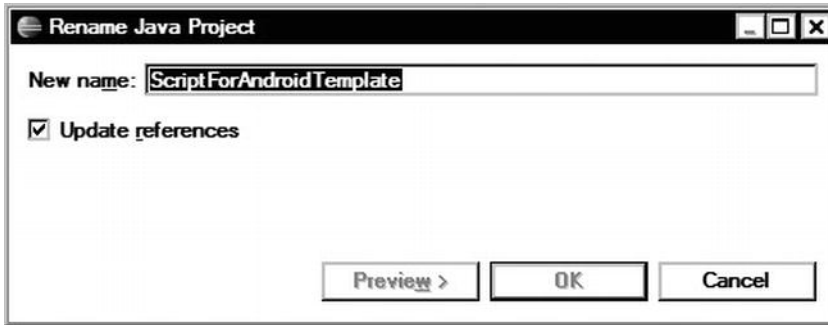 Rename Java Project
New name: ScriptForAndroidTemplate
Update references
Preview > OK Cancel